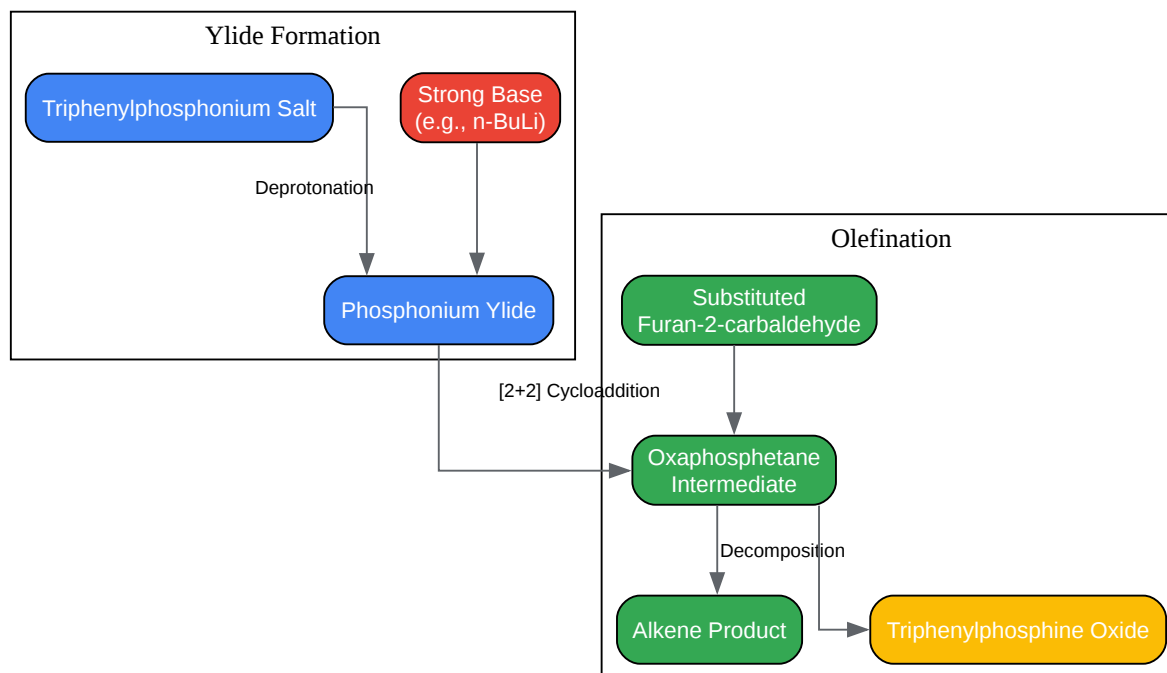 Ylide Formation
Triphenylphosphonium Salt
Strong Base
(e.g., n-BuLi)
Deprotonation
Phosphonium Ylide
Olefination
Substituted
Furan-2-carbaldehyde
[2+2] Cycloaddition
Oxaphosphetane
Intermediate
Decomposition
Alkene Product
Triphenylphosphine Oxide